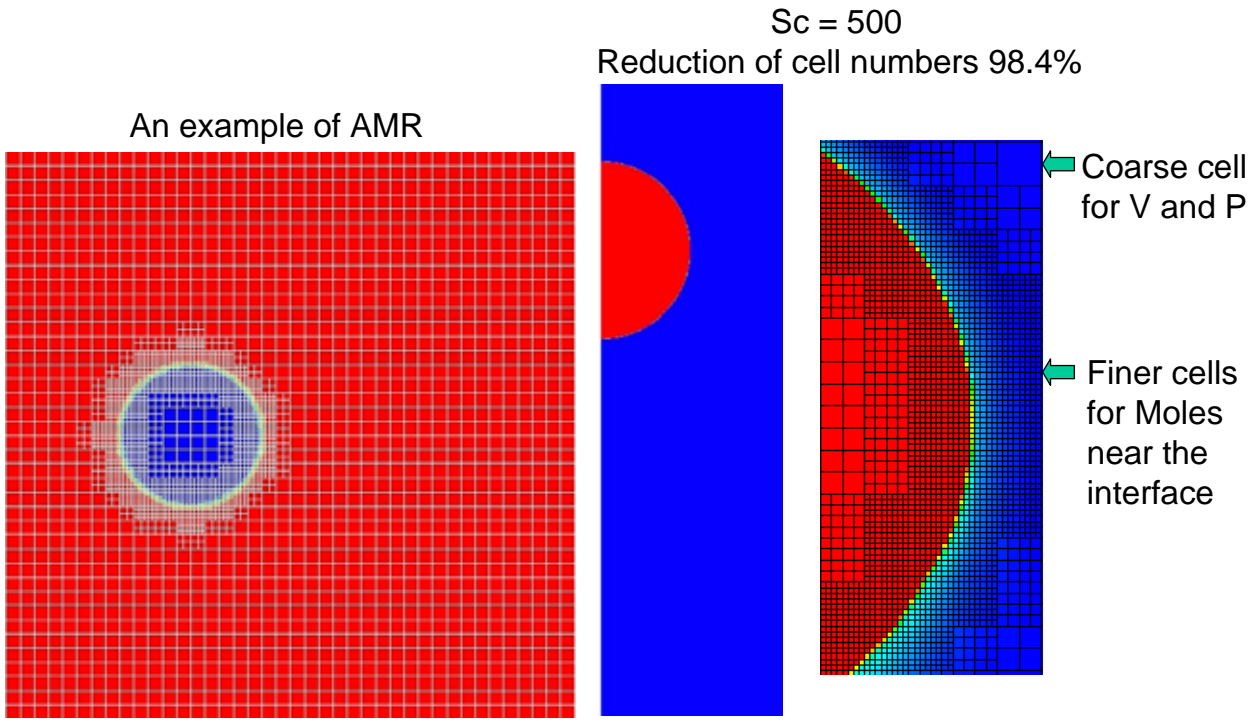 Sc = 500
Reduction of cell numbers 98.4%
An example of AMR
Coarse cell
for V and P
Finer cells
for Moles
near the
interface